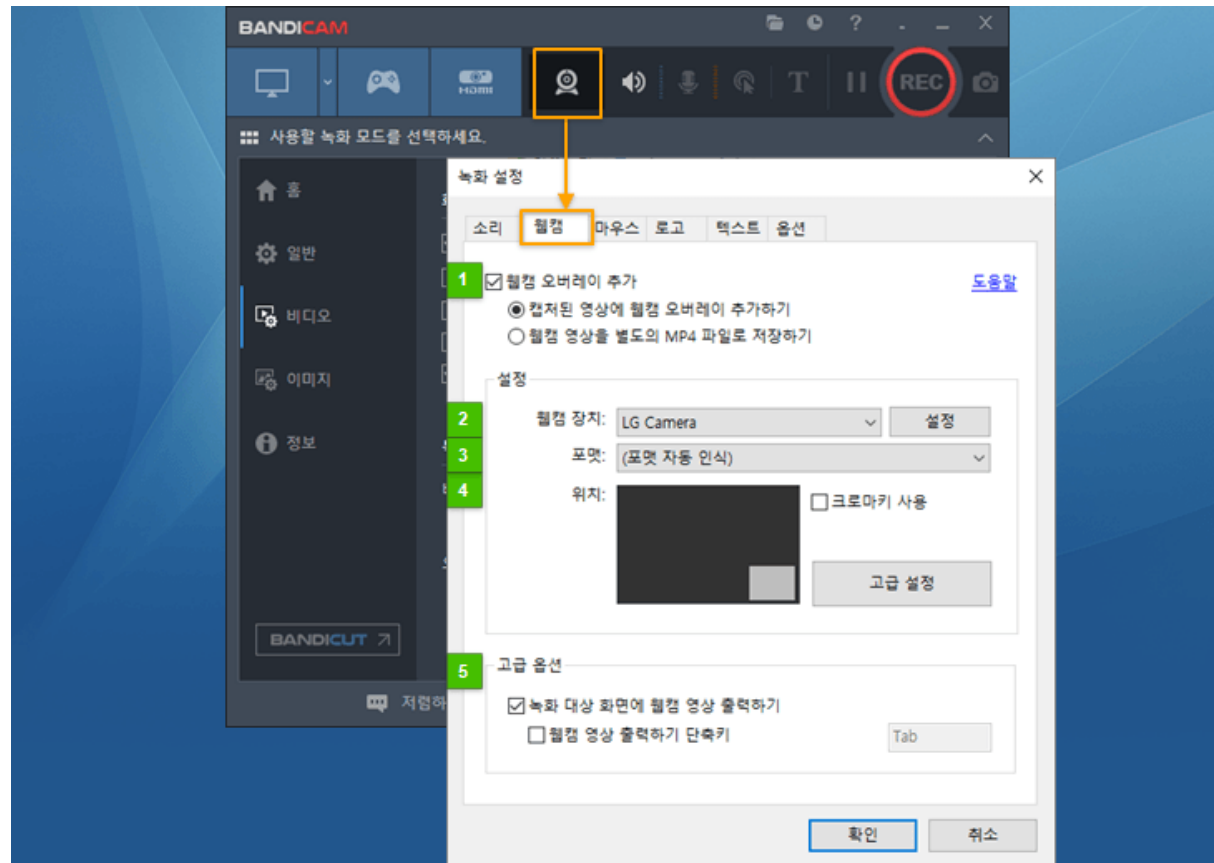 BANDICAM
?
HDMI
T
REC
사용할 녹화 모드를 선택하세요.
홈
일반
비디오
이미지
정보
BANDICUT
저렴하
녹화 설정
소리 웹캠 마우스 로고 텍스트 옵션
1 웹캠 오버레이 추가 도움말
캡처된 영상에 웹캠 오버레이 추가하기
웹캠 영상을 별도의 MP4 파일로 저장하기
설정
2 웹캠 장치: LG Camera 설정
3 포맷: (포맷 자동 인식)
4 위치: 크로마키 사용
고급 설정
5 고급 옵션
녹화 대상 화면에 웹캠 영상 출력하기
웹캠 영상 출력하기 단축키 Tab
확인 취소